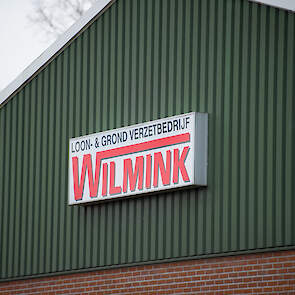 LOON- & GROND VERZETBEDRIJF
WILMINK